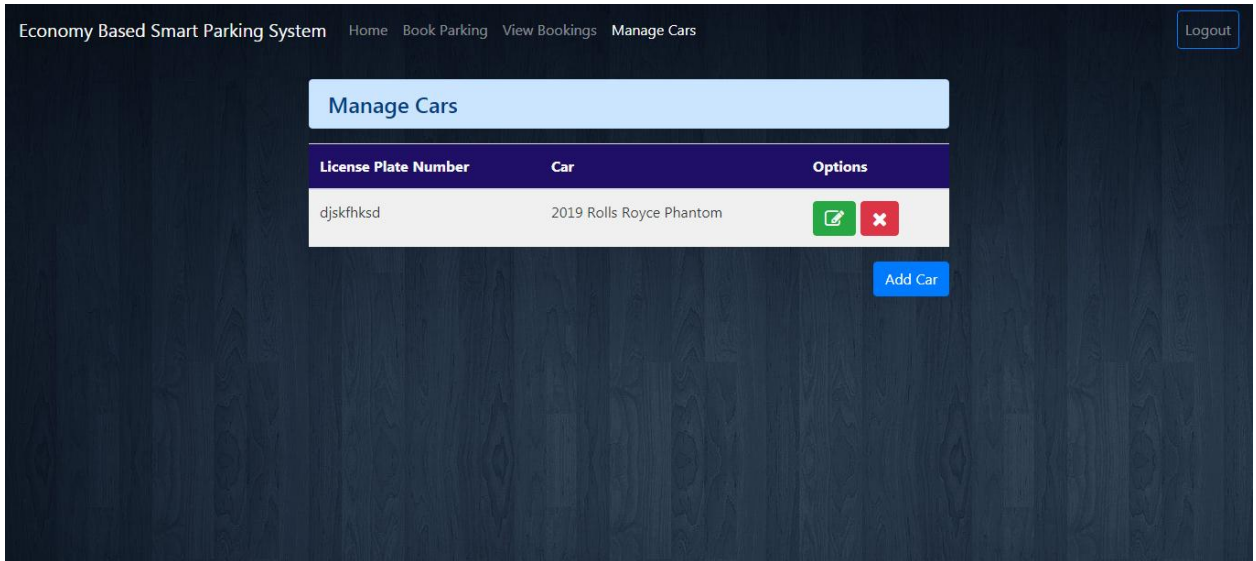 Economy Based Smart Parking System Home Book Parking View Bookings Manage Cars Logout
Manage Cars
License Plate Number Car Options
djskfhksd 2019 Rolls Royce Phantom
Add Car